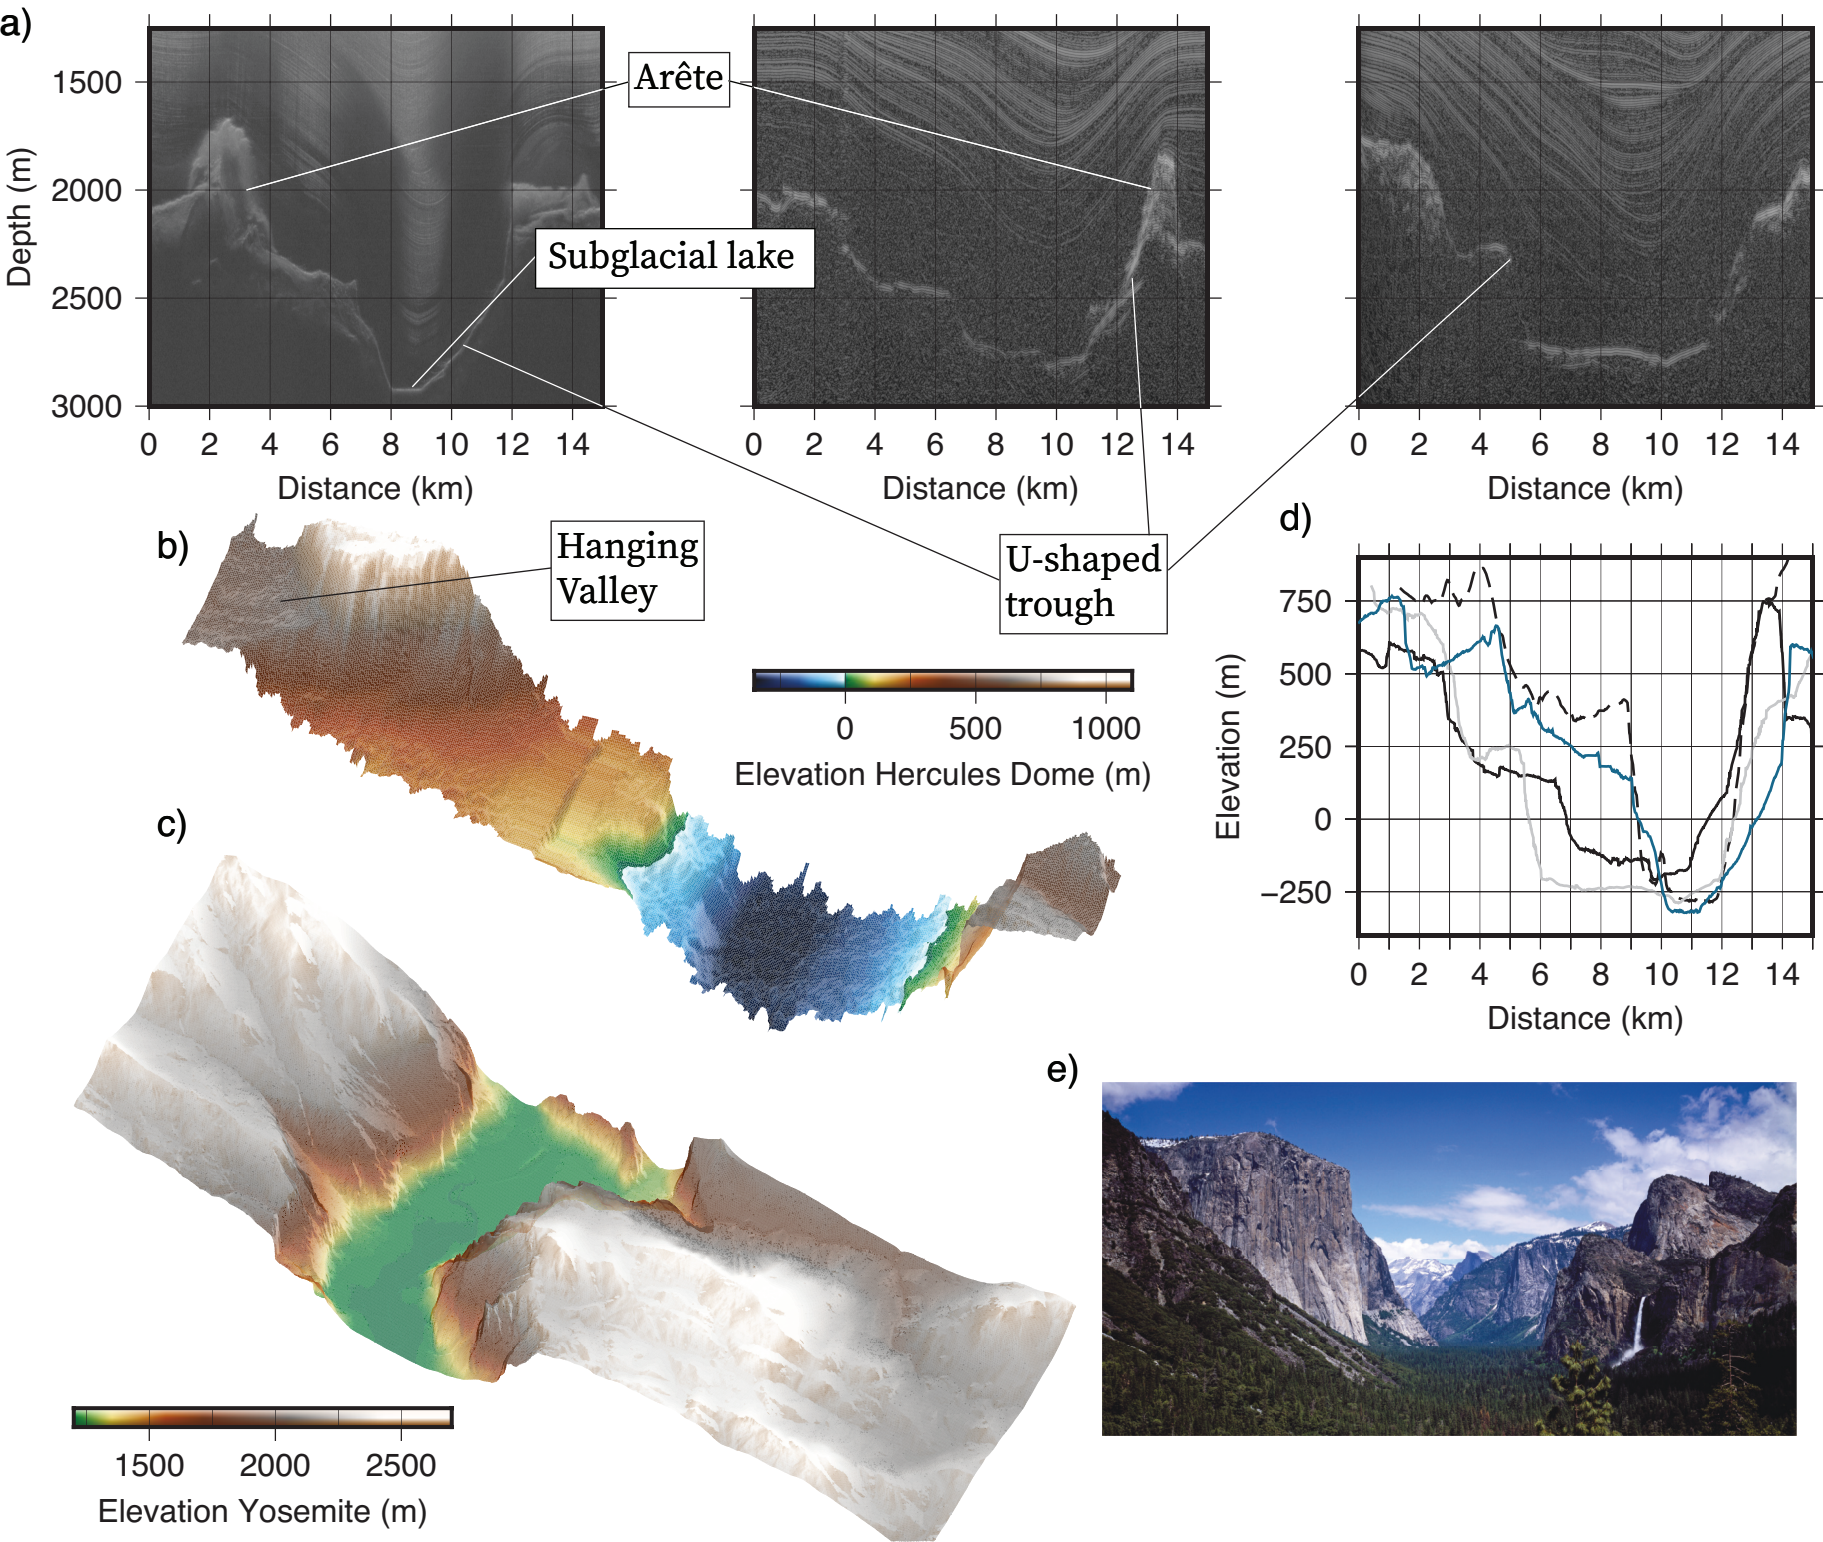 a)
Arête
1500
2000
2500
3000
Depth (m)
Subglacial lake
0 2 4 6 8 10 12 14
0 2 4 6 8 10 12 14
0 2 4 6 8 10 12 14
Distance (km)
Distance (km)
Distance (km)
b)
Hanging
Valley
U-shaped
trough
d)
750
500
250
0
−250
Elevation (m)
0 2 4 6 8 10 12 14
Distance (km)
0 500 1000
Elevation Hercules Dome (m)
c)
e)
1500 2000 2500
Elevation Yosemite (m)